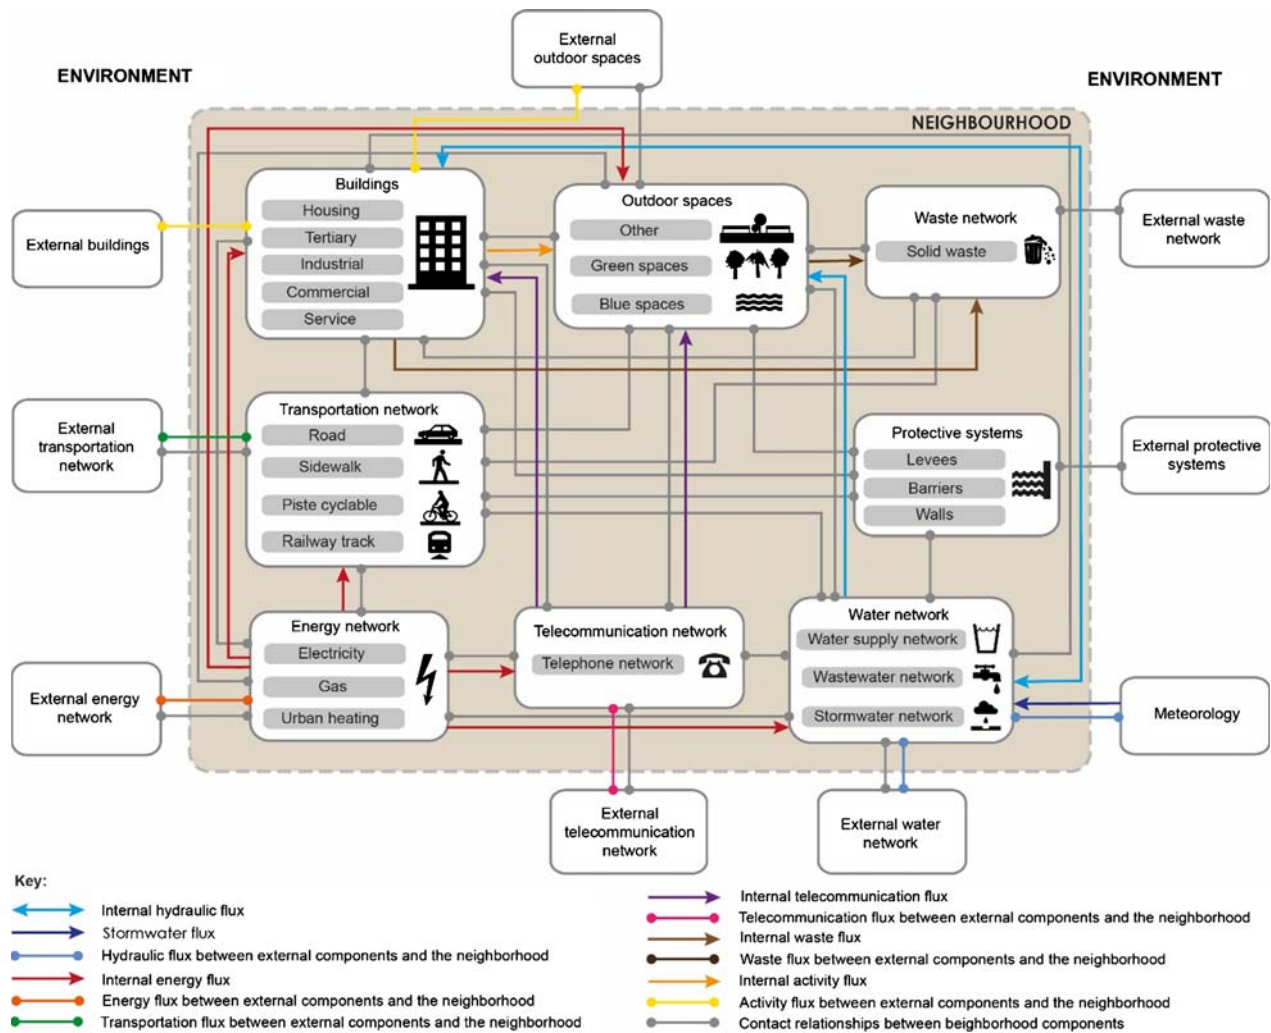 External
outdoor spaces
ENVIRONMENT
ENVIRONMENT
NEIGHBOURHOOD
Buildings
Housing
Tertiary
Industrial
Commercial
Service
Outdoor spaces
Other
Green spaces
Blue spaces
Waste network
Solid waste
External buildings
External waste
network
Transportation network
Road
Sidewalk
Piste cyclable
Railway track
External
transportation
network
Protective systems
Levees
Barriers
Walls
External protective
systems
Energy network
Electricity
Gas
Urban heating
Telecommunication network
Telephone network
Water network
Water supply network
Wastewater network
Stormwater network
External energy
network
Meteorology
External
telecommunication
network
External water
network
Key:
Internal hydraulic flux
Stormwater flux
Hydraulic flux between external components and the neighborhood
Internal energy flux
Energy flux between external components and the neighborhood
Transportation flux between external components and the neighborhood
Internal telecommunication flux
Telecommunication flux between external components and the neighborhood
Internal waste flux
Waste flux between external components and the neighborhood
Internal activity flux
Activity flux between external components and the neighborhood
Contact relationships between beighborhood components